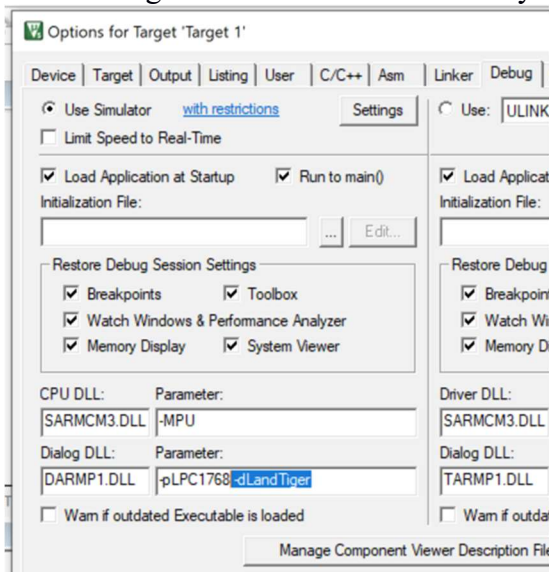 Options for Target 'Target 1'
Device Target Output Listing User C/C++ Asm Linker Debug
Use Simulator with restrictions Settings Use: ULINK
Limit Speed to Real-Time
Load Application at Startup Run to main() Load Applicat
Initialization File: Initialization File:
... Edit...
Restore Debug Session Settings Restore Debug
Breakpoints Toolbox Breakpoin
Watch Windows & Performance Analyzer Watch Wi
Memory Display System Viewer Memory D
CPU DLL: Parameter: Driver DLL:
SARMCM3.DLL -MPU SARMCM3.DLL
Dialog DLL: Parameter: Dialog DLL:
DARMP1.DLL -pLPC1768 -dLandTiger TARMP1.DLL
Warn if outdated Executable is loaded Warn if outda
Manage Component Viewer Description File